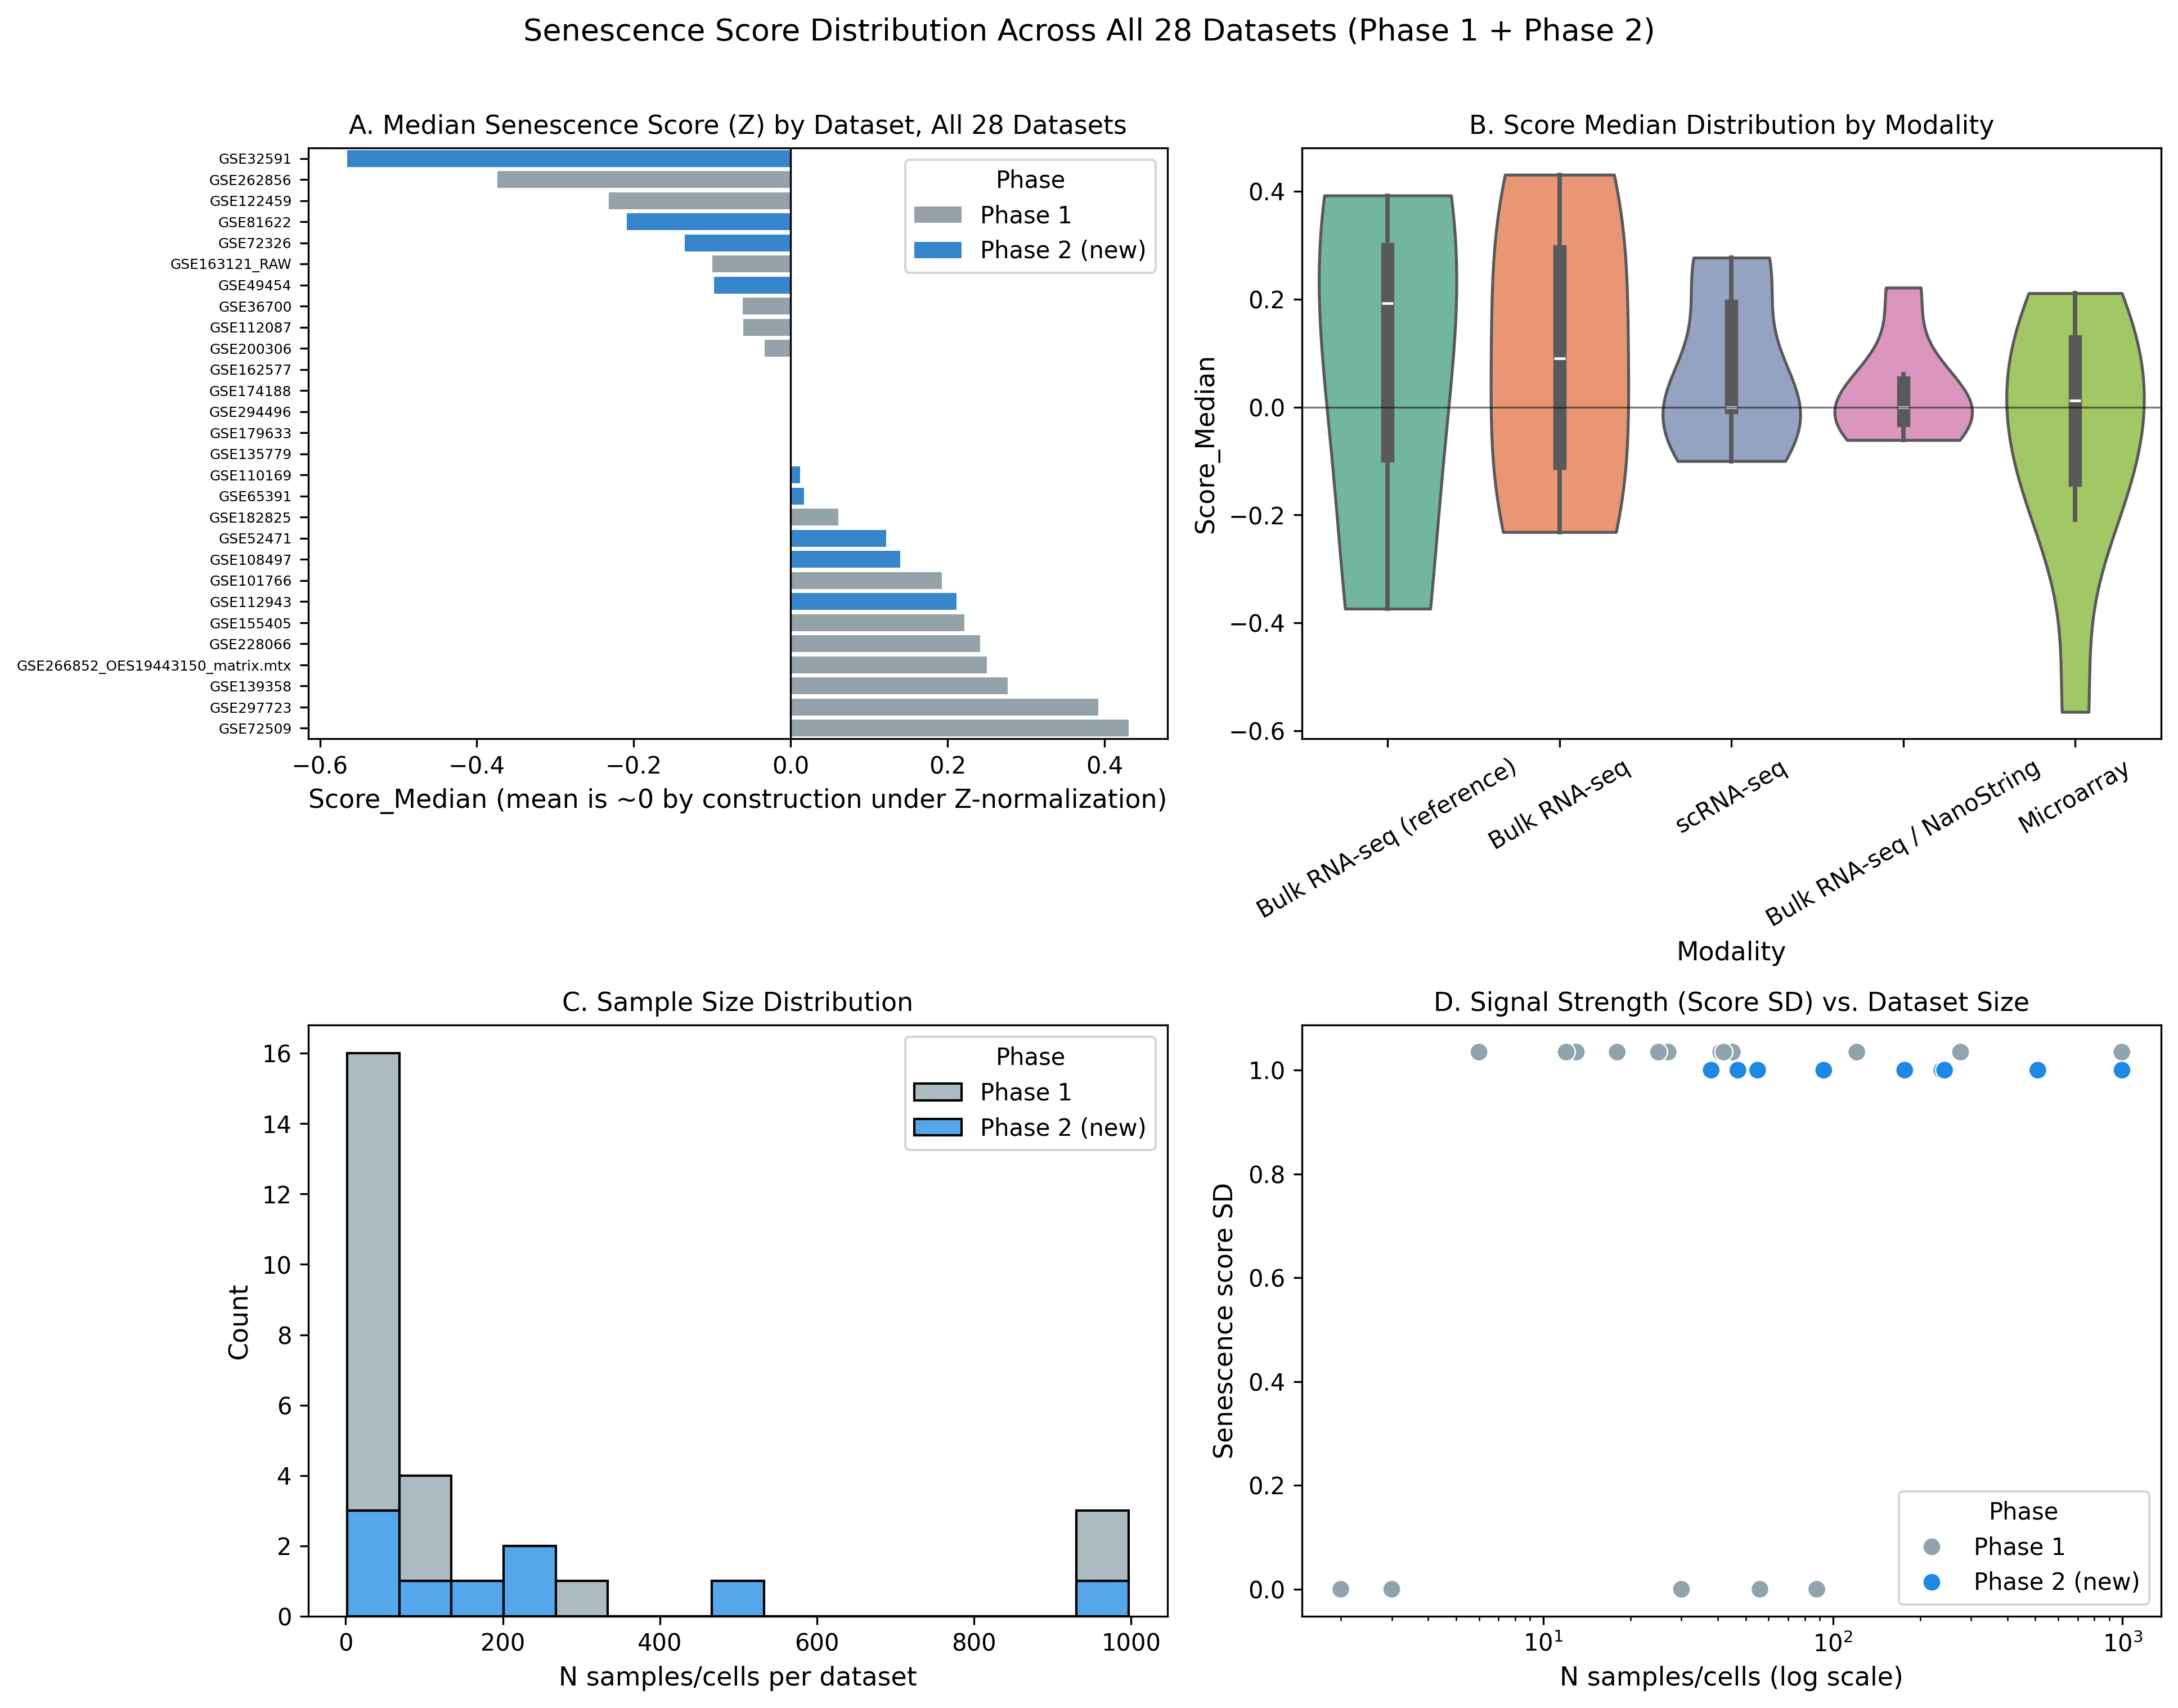 Senescence Score Distribution Across All 28 Datasets (Phase 1 + Phase 2)
A. Median Senescence Score (Z) by Dataset, All 28 Datasets
GSE32591
GSE262856
GSE122459
GSE81622
GSE72326
GSE163121_RAW
GSE49454
GSE36700
GSE112087
GSE200306
GSE162577
GSE174188
GSE294496
GSE179633
GSE135779
GSE110169
GSE65391
GSE182825
GSE52471
GSE108497
GSE101766
GSE112943
GSE155405
GSE228066
GSE266852_OES19443150_matrix.mtx
GSE139358
GSE297723
GSE72509
Phase
Phase 1
Phase 2 (new)
−0.6 −0.4 −0.2 0.0 0.2 0.4
Score_Median (mean is ~0 by construction under Z-normalization)
B. Score Median Distribution by Modality
Score_Median
0.4
0.2
0.0
−0.2
−0.4
−0.6
Bulk RNA-seq (reference)
Bulk RNA-seq
scRNA-seq
Bulk RNA-seq / NanoString
Microarray
Modality
C. Sample Size Distribution
Count
16
14
12
10
8
6
4
2
0
Phase
Phase 1
Phase 2 (new)
0 200 400 600 800 1000
N samples/cells per dataset
D. Signal Strength (Score SD) vs. Dataset Size
Senescence score SD
1.0
0.8
0.6
0.4
0.2
0.0
Phase
Phase 1
Phase 2 (new)
10¹ 10² 10³
N samples/cells (log scale)